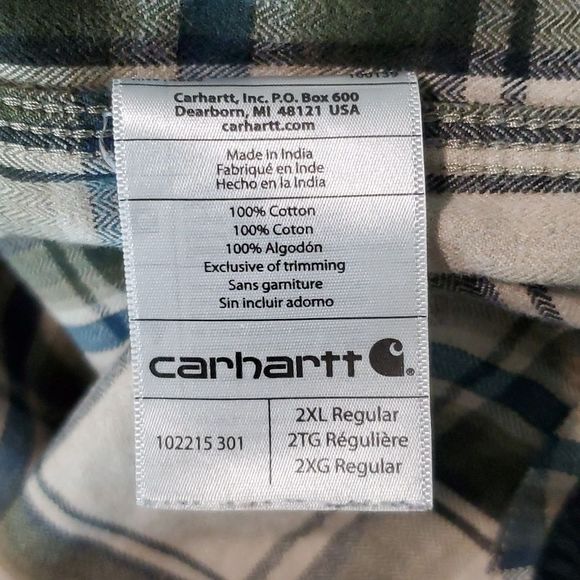 Carhartt, Inc. P.O. Box 600
Dearborn, MI 48121 USA
carhartt.com
Made in India
Fabriqué en Inde
Hecho en la India
100% Cotton
100% Coton
100% Algodón
Exclusive of trimming
Sans garniture
Sin incluir adorno
carhartt
102215 301
2XL Regular
2TG Régulière
2XG Regular